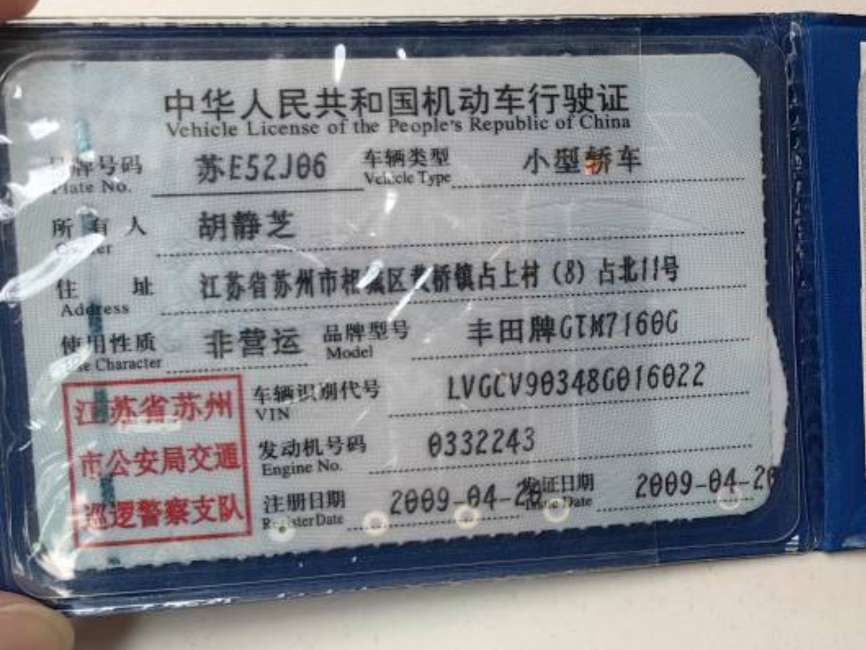 中华人民共和国机动车行驶证
Vehicle License of the People's Republic of China
号牌号码 苏E52J06 车辆类型 小型轿车
Plate No. Vehicle Type
所有人 胡静芝
Owner
住址 江苏省苏州市相城区黄桥镇占上村(8)占北11号
Address
使用性质 非营运 品牌型号 丰田牌GTM7160G
Use Character Model
江苏省苏州
市公安局交通
巡逻警察支队
车辆识别代号 LVGCV90348G016022
VIN
发动机号码 0332243
Engine No.
注册日期 2009-04-20 发证日期 2009-04-20
Register Date Issue Date